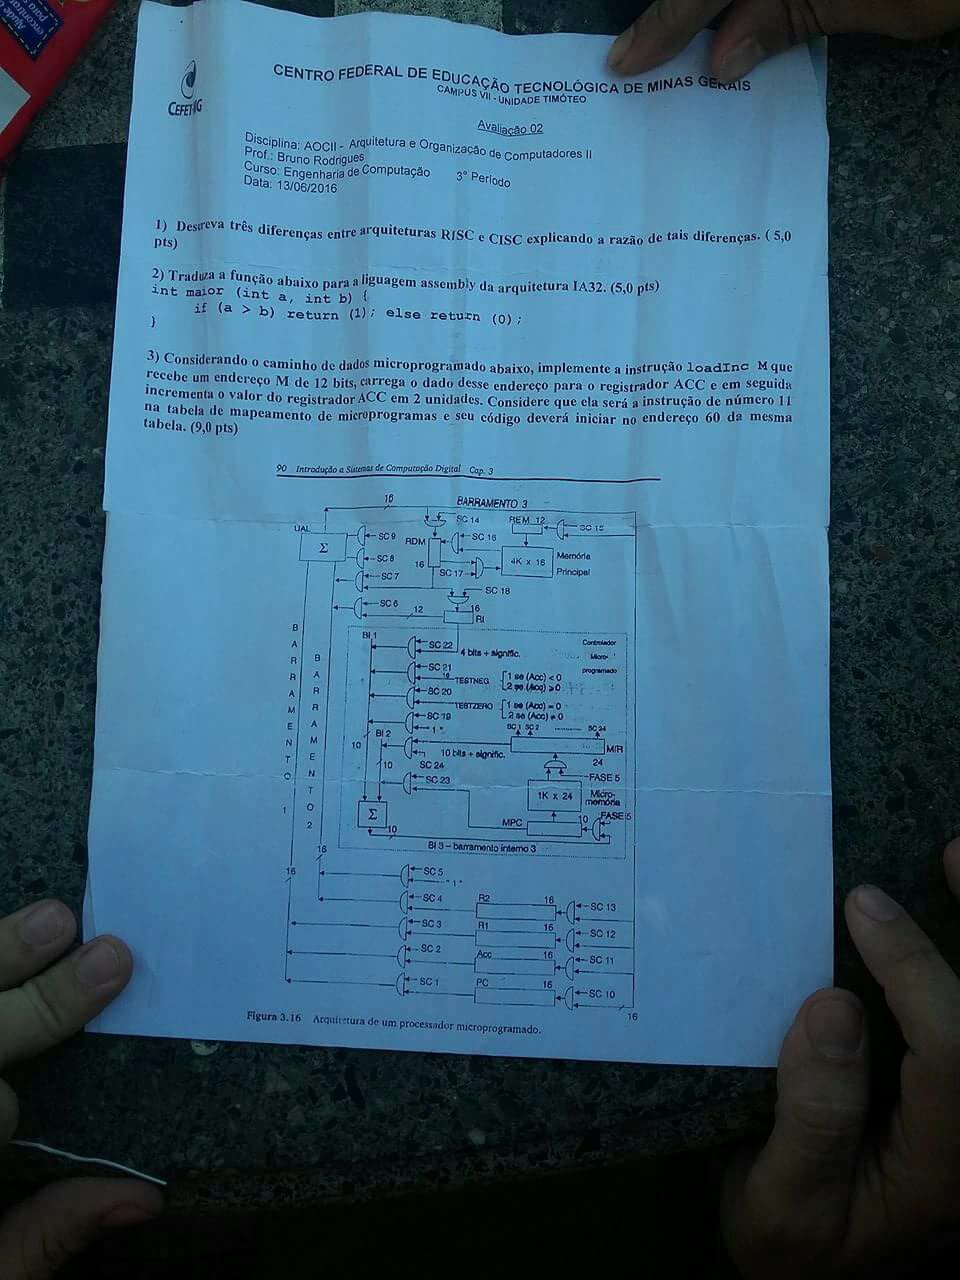 CEFET-MG
CENTRO FEDERAL DE EDUCAÇÃO TECNOLÓGICA DE MINAS GERAIS
CAMPUS VII - UNIDADE TIMÓTEO
Avaliação 02
Disciplina: AOCII - Arquitetura e Organização de Computadores II
Prof.: Bruno Rodrigues
Curso: Engenharia de Computação 3° Período
Data: 13/06/2016
1) Descreva três diferenças entre arquiteturas RISC e CISC explicando a razão de tais diferenças. ( 5,0
pts)
2) Traduza a função abaixo para a liguagem assembly da arquitetura IA32. (5,0 pts)
int maior (int a, int b) {
if (a > b) return (1); else return (0);
}
3) Considerando o caminho de dados microprogramado abaixo, implemente a instrução loadInc M que
recebe um endereço M de 12 bits, carrega o dado desse endereço para o registrador ACC e em seguida
incrementa o valor do registrador ACC em 2 unidades. Considere que ela será a instrução de número 11
na tabela de mapeamento de microprogramas e seu código deverá iniciar no endereço 60 da mesma
tabela. (9,0 pts)
90 Introdução a Sistemas de Computação Digital Cap. 3
16 BARRAMENTO 3
SC 14 REM 12 SC 15
UAL
Σ SC 9 RDM SC 16
SC 8 16 SC 17 4K x 16 Memória
Principal
SC 7 SC 18
SC 6 12 16
RI
BARRAMENTO 1
BARRAMENTO 2
BI 1 SC 22 4 bits + signific. Controlador
Micro-
programado
SC 21
TESTNEG 1 se (Acc) < 0
2 se (Acc) ≥ 0
SC 20
TESTZERO 1 se (Acc) = 0
2 se (Acc) ≠ 0
SC 19
"1" SC 1 SC 2 SC 24
BI 2
10 10 bits + signific. MIR
10 SC 24 24
SC 23 FASE 5
1K x 24 Micro-
memória
Σ MPC 10 FASE 5
10
BI 3 – barramento interno 3
16 SC 5
16 "1"
SC 4 R2 16 SC 13
SC 3 R1 16 SC 12
SC 2 Acc 16 SC 11
SC 1 PC 16 SC 10
16
Figura 3.16 Arquitetura de um processador microprogramado.